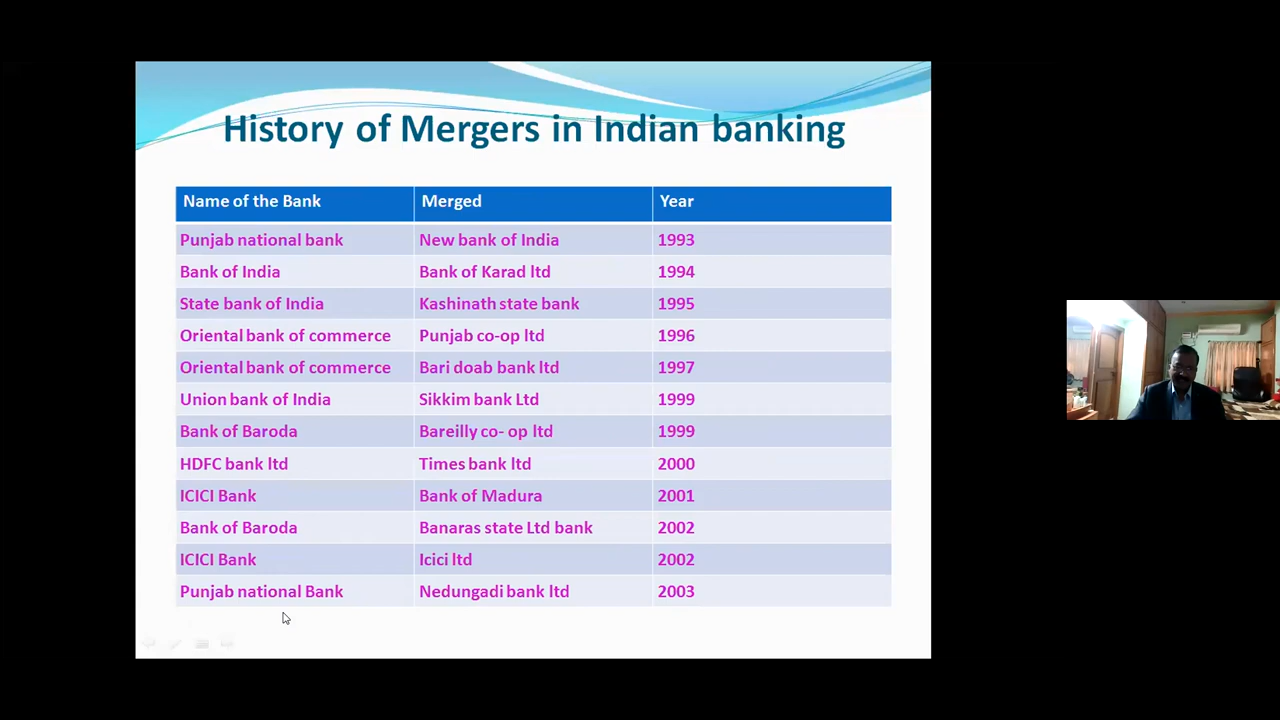 History of Mergers in Indian banking
Name of the Bank Merged Year
Punjab national bank New bank of India 1993
Bank of India Bank of Karad ltd 1994
State bank of India Kashinath state bank 1995
Oriental bank of commerce Punjab co-op ltd 1996
Oriental bank of commerce Bari doab bank ltd 1997
Union bank of India Sikkim bank Ltd 1999
Bank of Baroda Bareilly co- op ltd 1999
HDFC bank ltd Times bank ltd 2000
ICICI Bank Bank of Madura 2001
Bank of Baroda Banaras state Ltd bank 2002
ICICI Bank Icici ltd 2002
Punjab national Bank Nedungadi bank ltd 2003